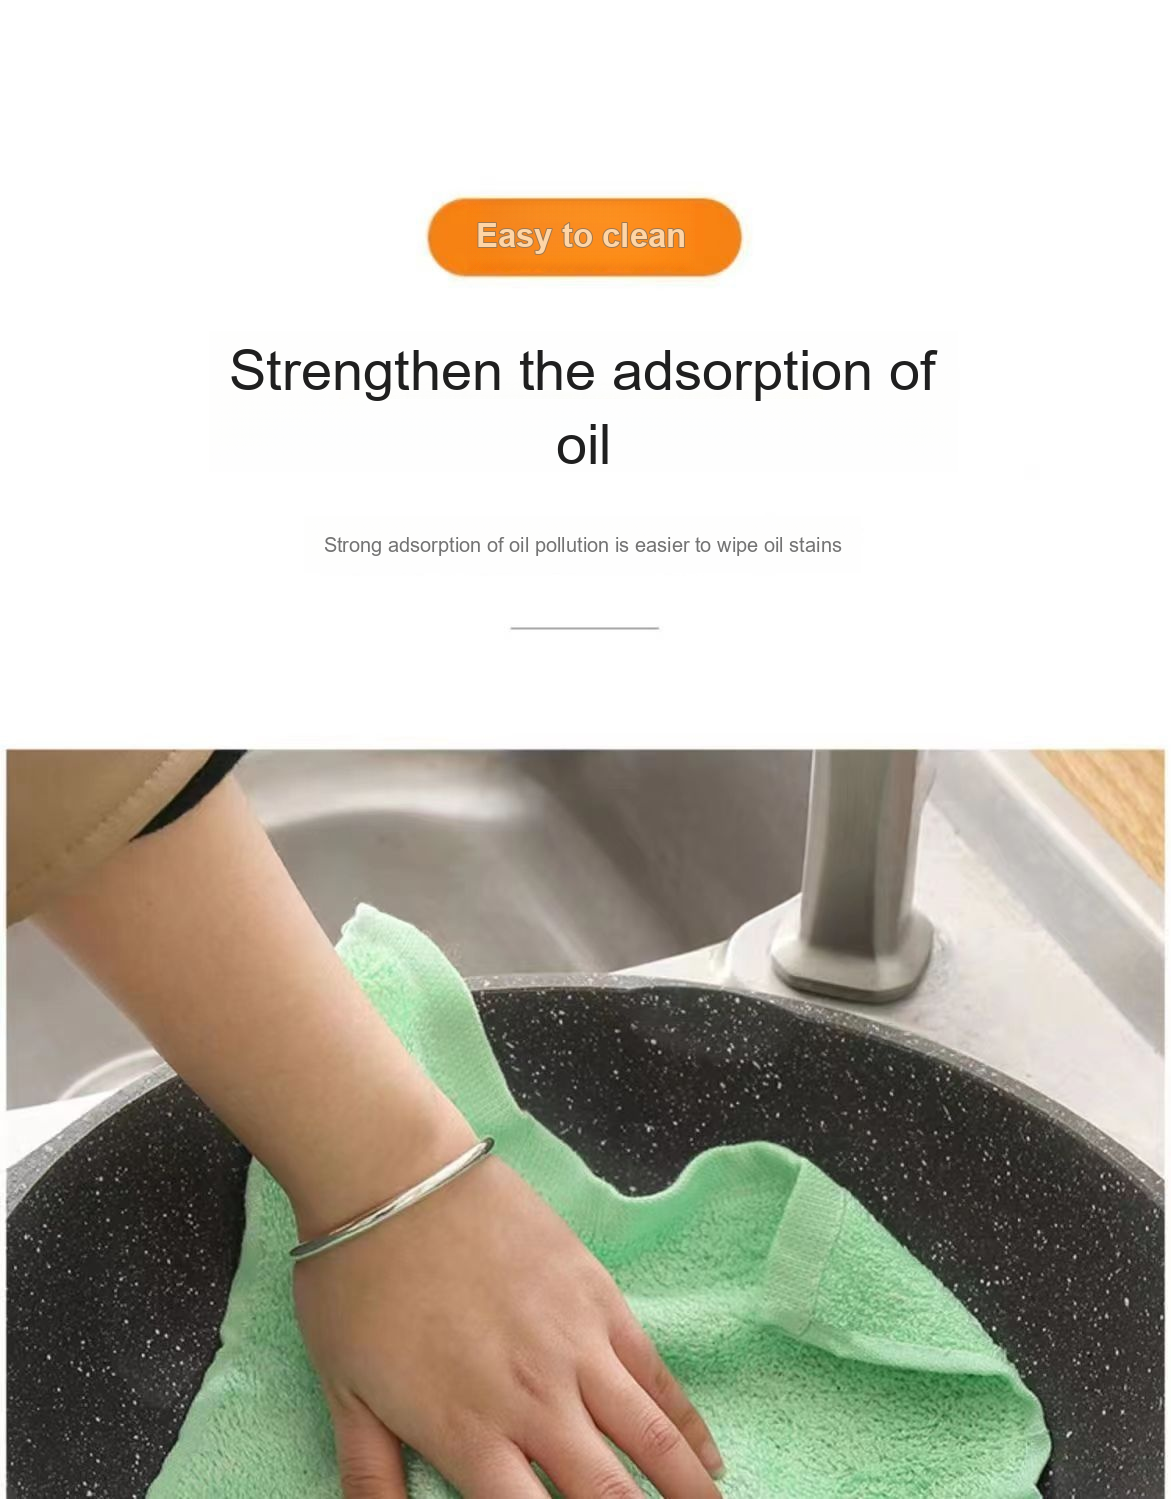 Easy to clean
Strengthen the adsorption of
oil
Strong adsorption of oil pollution is easier to wipe oil stains